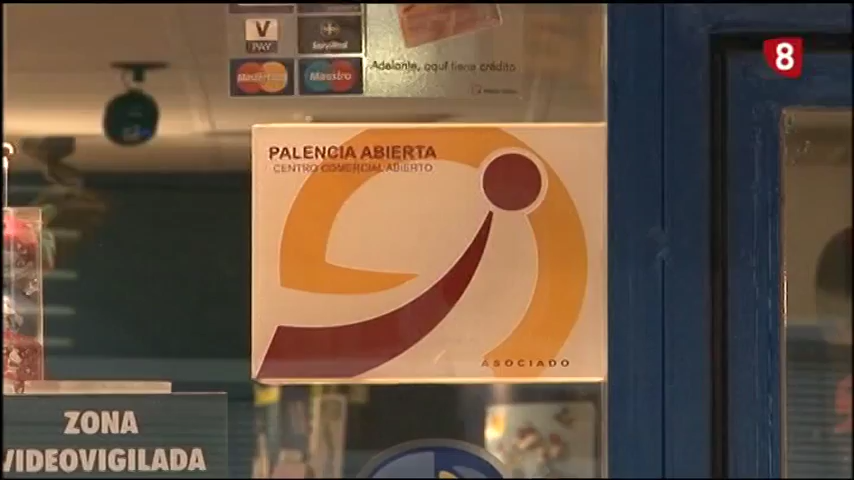 V
PAY
Mastercard
Maestro
Adelante, aquí tiene crédito
8
PALENCIA ABIERTA
CENTRO COMERCIAL ABIERTO
ASOCIADO
ZONA
VIDEOVIGILADA